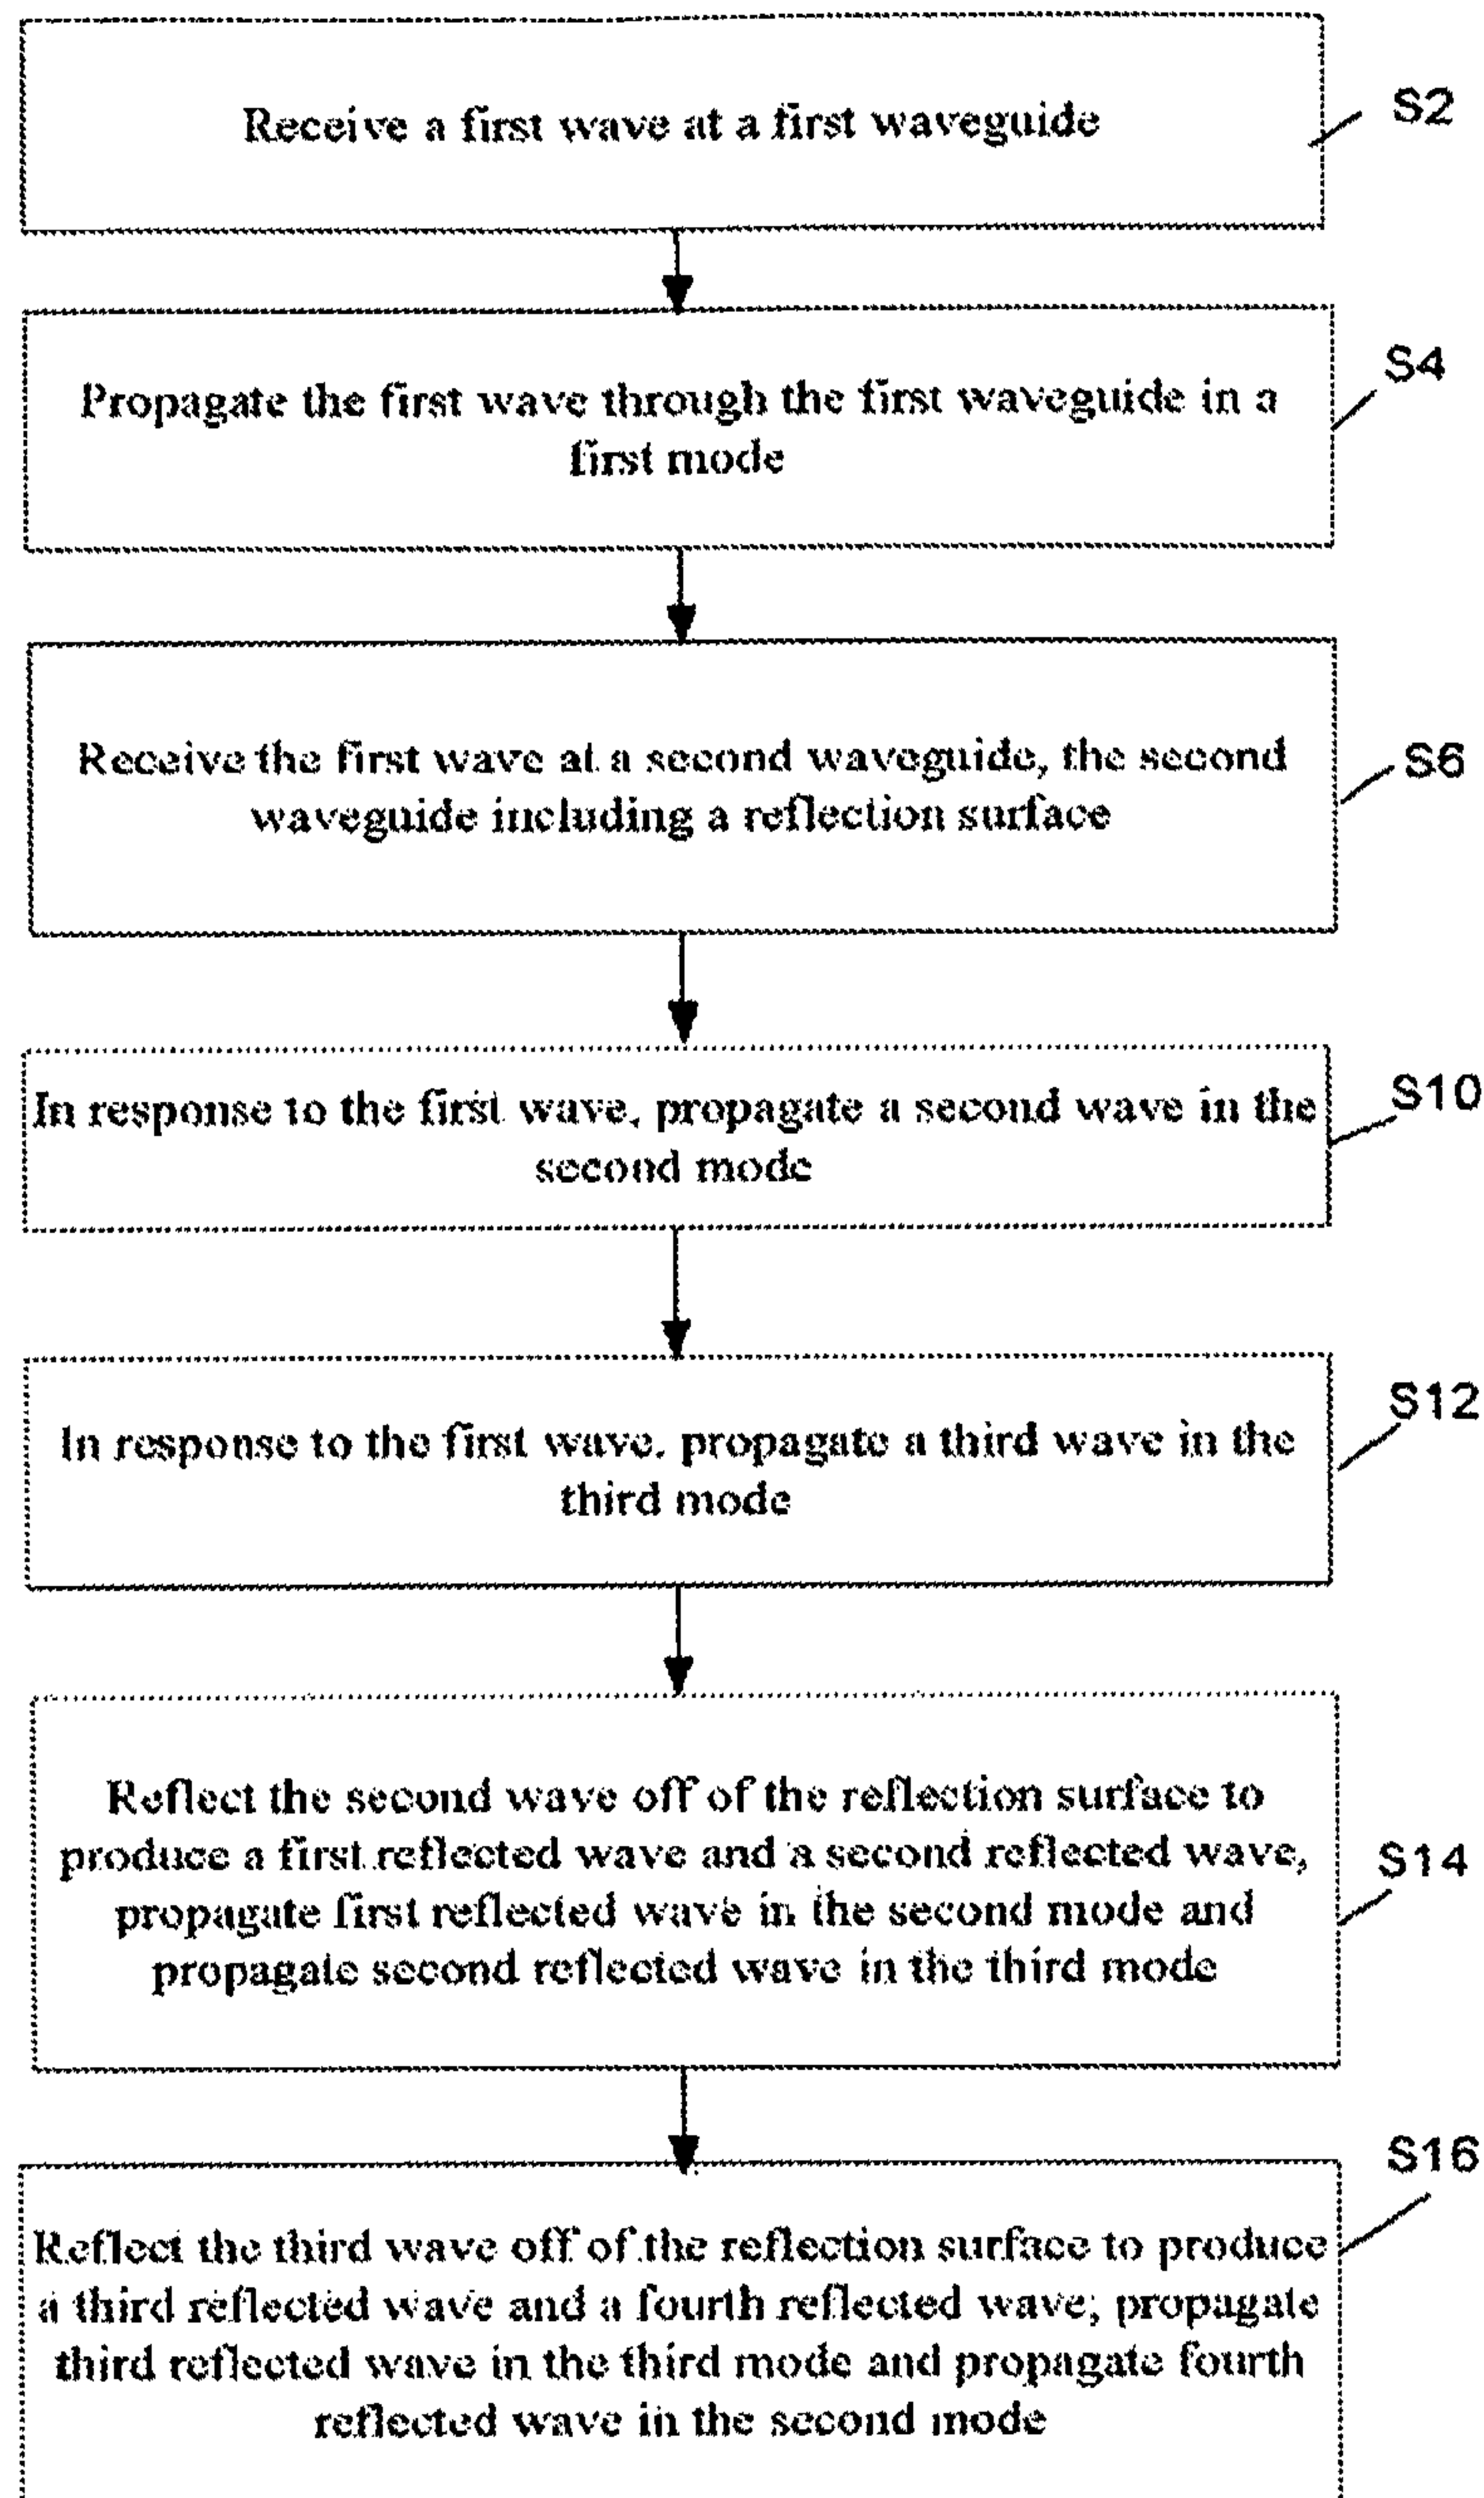 Receive a first wave at a first waveguide
S2
Propagate the first wave through the first waveguide in a
first mode
S4
Receive the first wave at a second waveguide, the second
waveguide including a reflection surface
S6
In response to the first wave, propagate a second wave in the
second mode
S10
In response to the first wave, propagate a third wave in the
third mode
S12
Reflect the second wave off of the reflection surface to
produce a first reflected wave and a second reflected wave,
propagate first reflected wave in the second mode and
propagate second reflected wave in the third mode
S14
Reflect the third wave off of the reflection surface to produce
a third reflected wave and a fourth reflected wave; propagate
third reflected wave in the third mode and propagate fourth
reflected wave in the second mode
S16